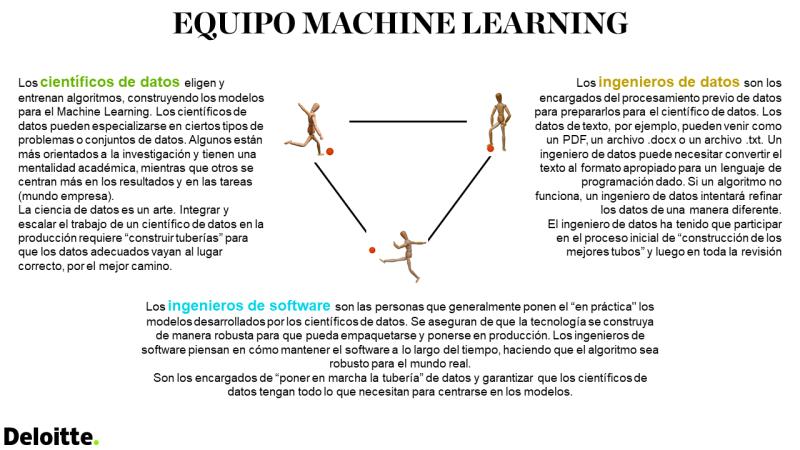 EQUIPO MACHINE LEARNING
Los científicos de datos eligen y
entrenan algoritmos, construyendo los modelos
para el Machine Learning. Los científicos de
datos pueden especializarse en ciertos tipos de
problemas o conjuntos de datos. Algunos están
más orientados a la investigación y tienen una
mentalidad académica, mientras que otros se
centran más en los resultados y en las tareas
(mundo empresa).
La ciencia de datos es un arte. Integrar y
escalar el trabajo de un científico de datos en la
producción requiere “construir tuberías” para
que los datos adecuados vayan al lugar
correcto, por el mejor camino.
Los ingenieros de datos son los
encargados del procesamiento previo de datos
para prepararlos para el científico de datos. Los
datos de texto, por ejemplo, pueden venir como
un PDF, un archivo .docx o un archivo .txt. Un
ingeniero de datos puede necesitar convertir el
texto al formato apropiado para un lenguaje de
programación dado. Si un algoritmo no
funciona, un ingeniero de datos intentará refinar
los datos de una manera diferente.
El ingeniero de datos ha tenido que participar
en el proceso inicial de “construcción de los
mejores tubos” y luego en toda la revisión
Los ingenieros de software son las personas que generalmente ponen el “en práctica" los
modelos desarrollados por los científicos de datos. Se aseguran de que la tecnología se construya
de manera robusta para que pueda empaquetarse y ponerse en producción. Los ingenieros de
software piensan en cómo mantener el software a lo largo del tiempo, haciendo que el algoritmo sea
robusto para el mundo real.
Son los encargados de “poner en marcha la tubería” de datos y garantizar que los científicos de
datos tengan todo lo que necesitan para centrarse en los modelos.
Deloitte.